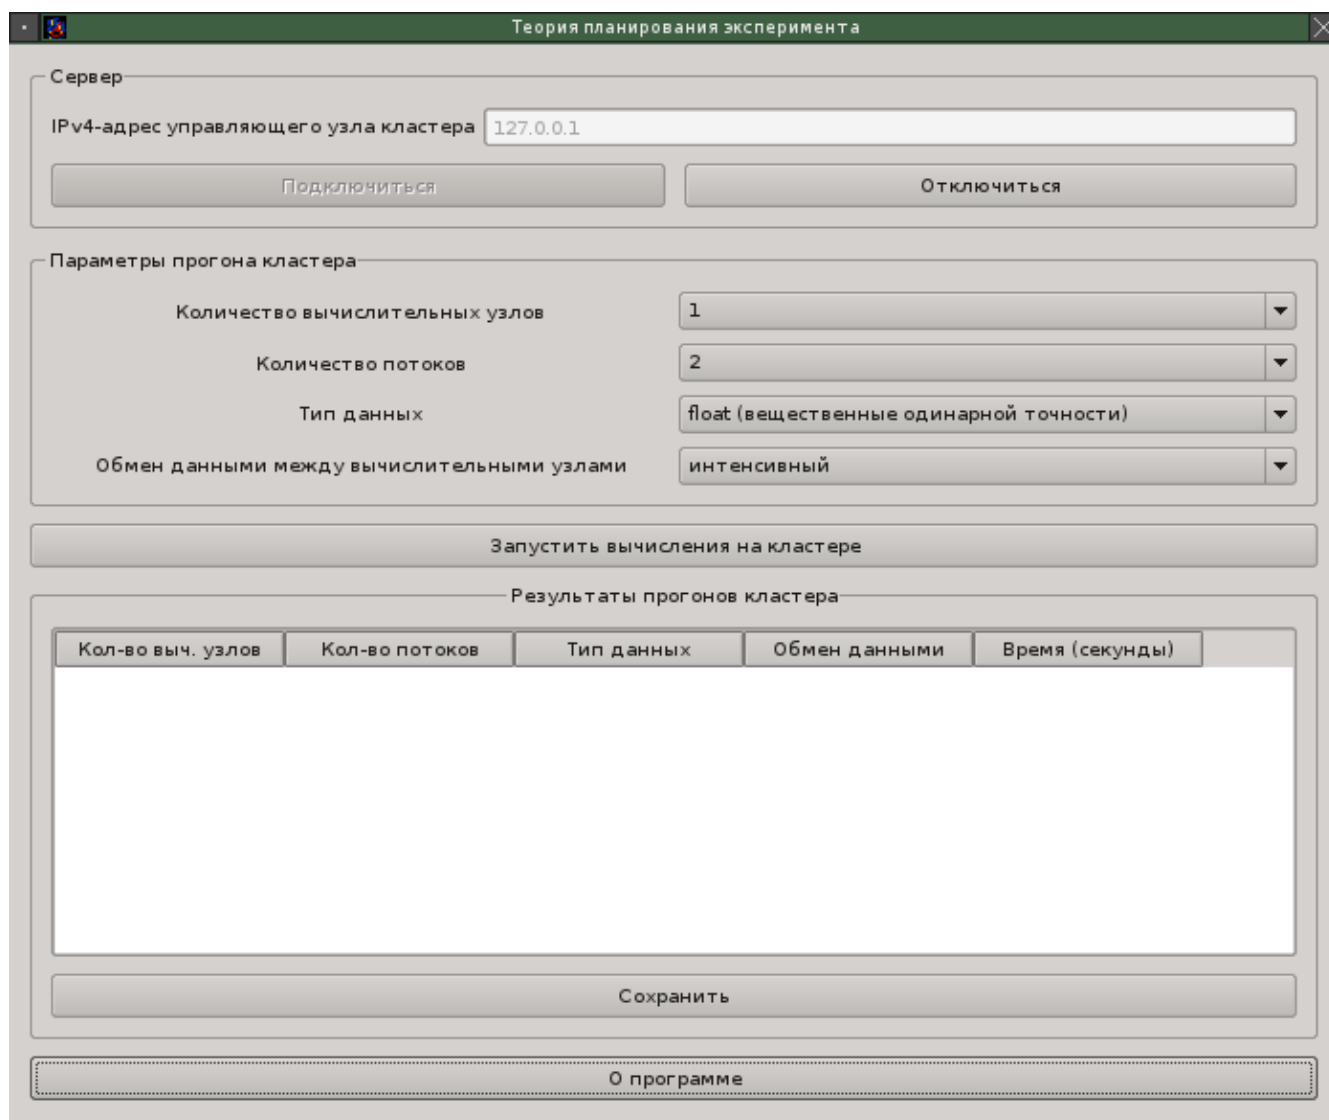 Теория планирования эксперимента
Сервер
IPv4-адрес управляющего узла кластера 127.0.0.1
Подключиться Отключиться
Параметры прогона кластера
Количество вычислительных узлов 1
Количество потоков 2
Тип данных float (вещественные одинарной точности)
Обмен данными между вычислительными узлами интенсивный
Запустить вычисления на кластере
Результаты прогонов кластера
Кол-во выч. узлов Кол-во потоков Тип данных Обмен данными Время (секунды)
Сохранить
О программе